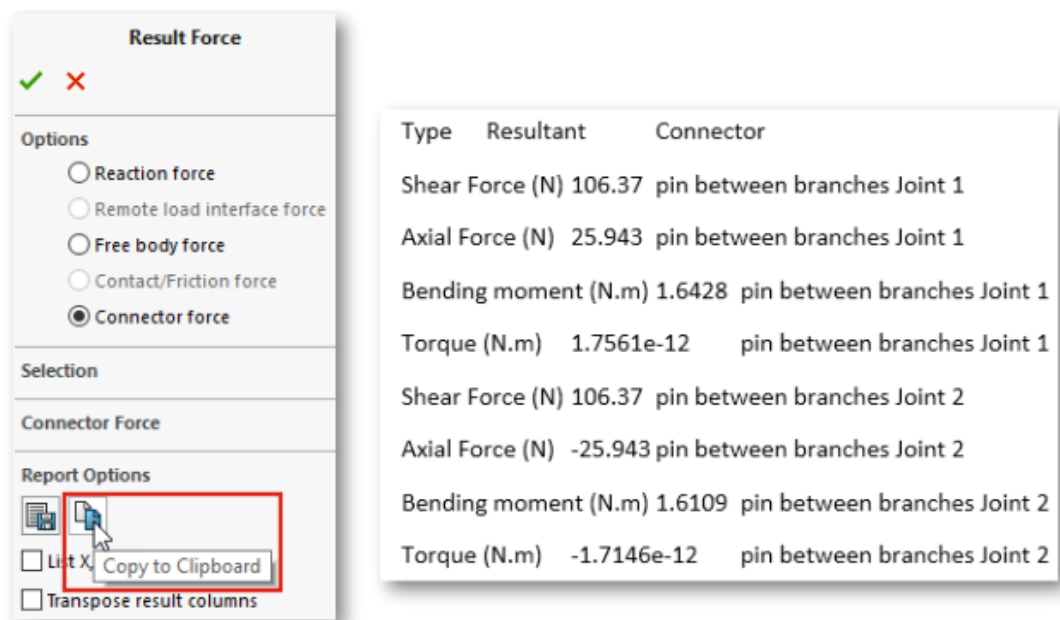 Result Force
Options
Reaction force
Remote load interface force
Free body force
Contact/Friction force
Connector force
Selection
Connector Force
Report Options
List X,
Copy to Clipboard
Transpose result columns
Type Resultant Connector
Shear Force (N) 106.37 pin between branches Joint 1
Axial Force (N) 25.943 pin between branches Joint 1
Bending moment (N.m) 1.6428 pin between branches Joint 1
Torque (N.m) 1.7561e-12 pin between branches Joint 1
Shear Force (N) 106.37 pin between branches Joint 2
Axial Force (N) -25.943 pin between branches Joint 2
Bending moment (N.m) 1.6109 pin between branches Joint 2
Torque (N.m) -1.7146e-12 pin between branches Joint 2